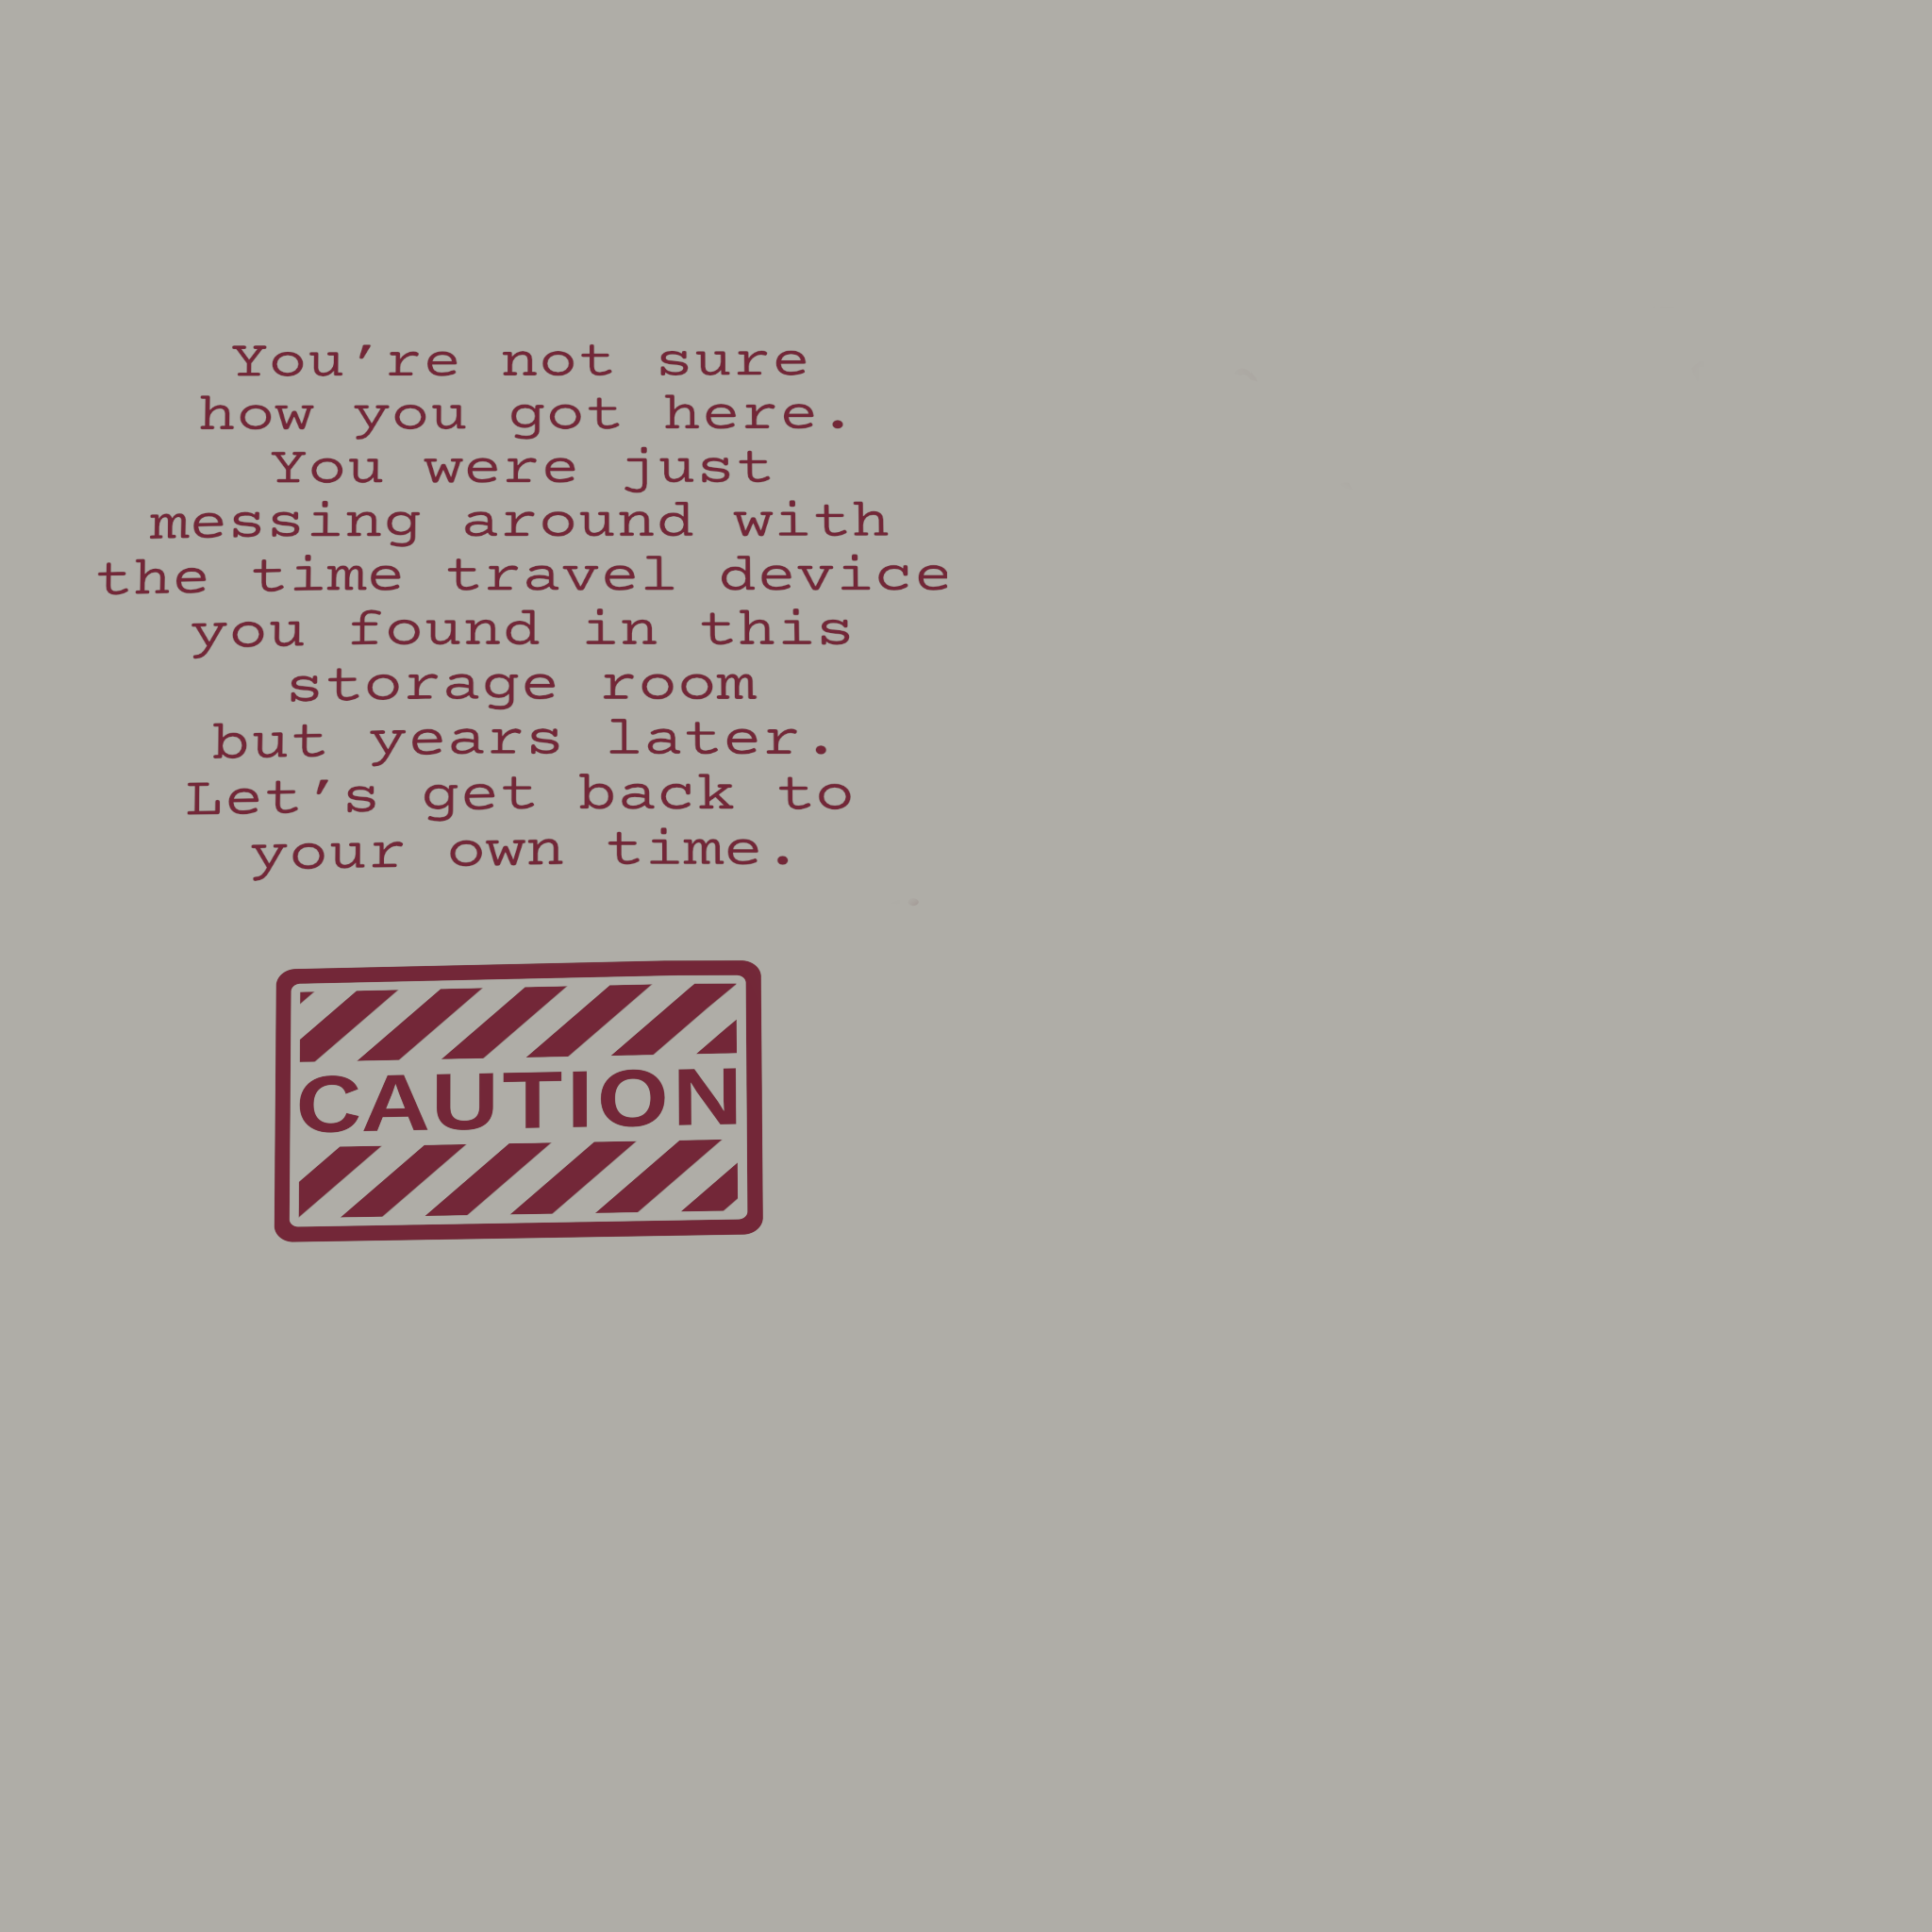 You’re not sure
how you got here.
You were just
messing around with
the time travel device
you found in this
storage room
but years later.
Let’s get back to
your own time.
CAUTION